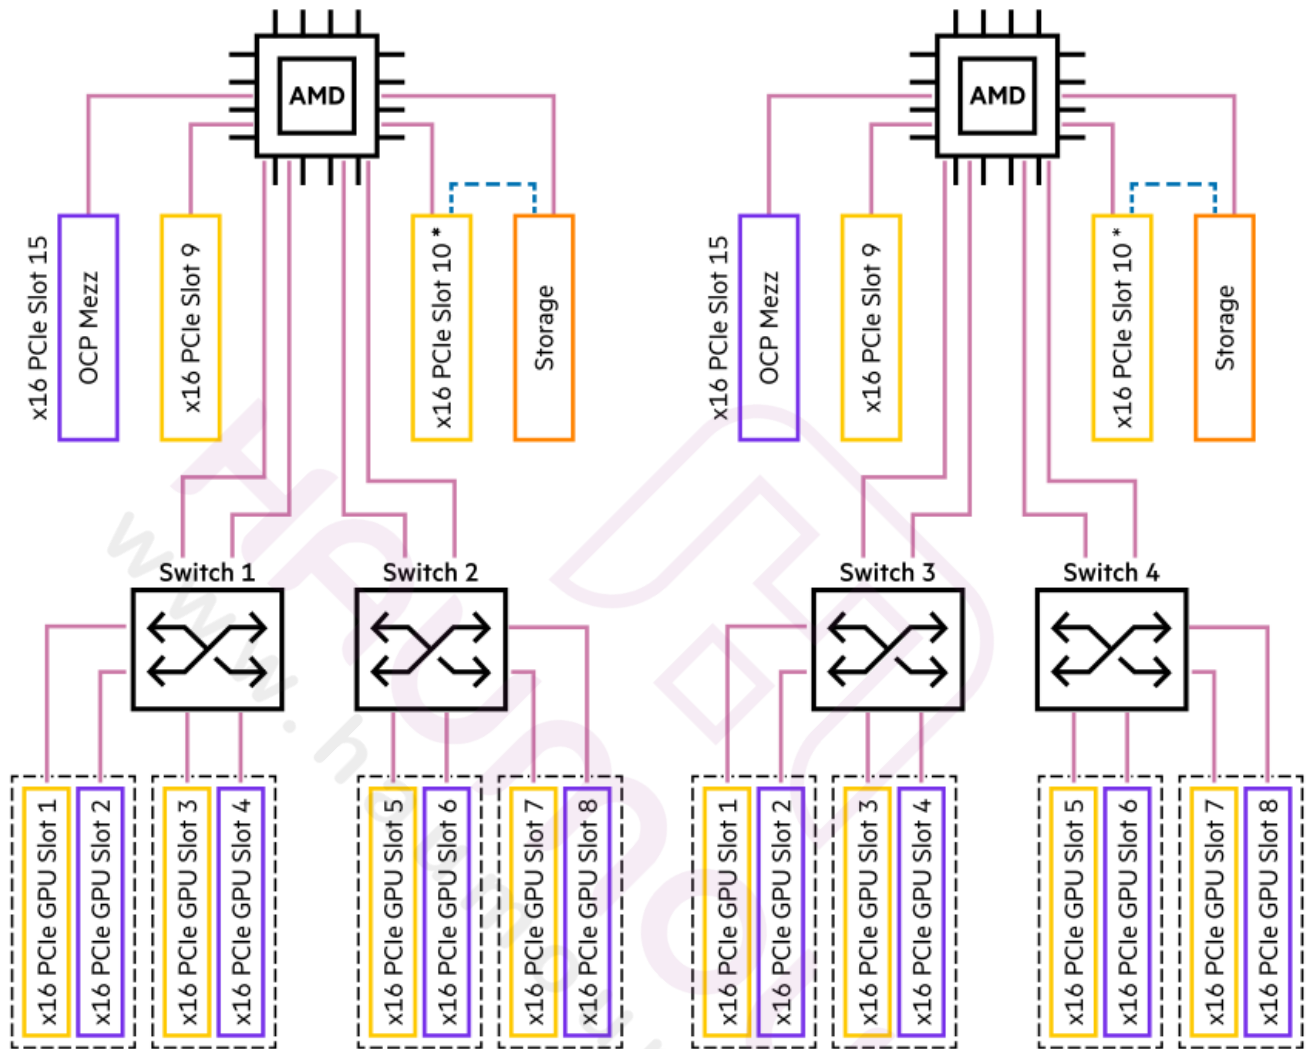 AMD
AMD
x16 PCIe Slot 15
OCP Mezz
x16 PCIe Slot 9
x16 PCIe Slot 10 *
Storage
x16 PCIe Slot 15
OCP Mezz
x16 PCIe Slot 9
x16 PCIe Slot 10 *
Storage
Switch 1
Switch 2
Switch 3
Switch 4
x16 PCIe GPU Slot 1
x16 PCIe GPU Slot 2
x16 PCIe GPU Slot 3
x16 PCIe GPU Slot 4
x16 PCIe GPU Slot 5
x16 PCIe GPU Slot 6
x16 PCIe GPU Slot 7
x16 PCIe GPU Slot 8
x16 PCIe GPU Slot 1
x16 PCIe GPU Slot 2
x16 PCIe GPU Slot 3
x16 PCIe GPU Slot 4
x16 PCIe GPU Slot 5
x16 PCIe GPU Slot 6
x16 PCIe GPU Slot 7
x16 PCIe GPU Slot 8